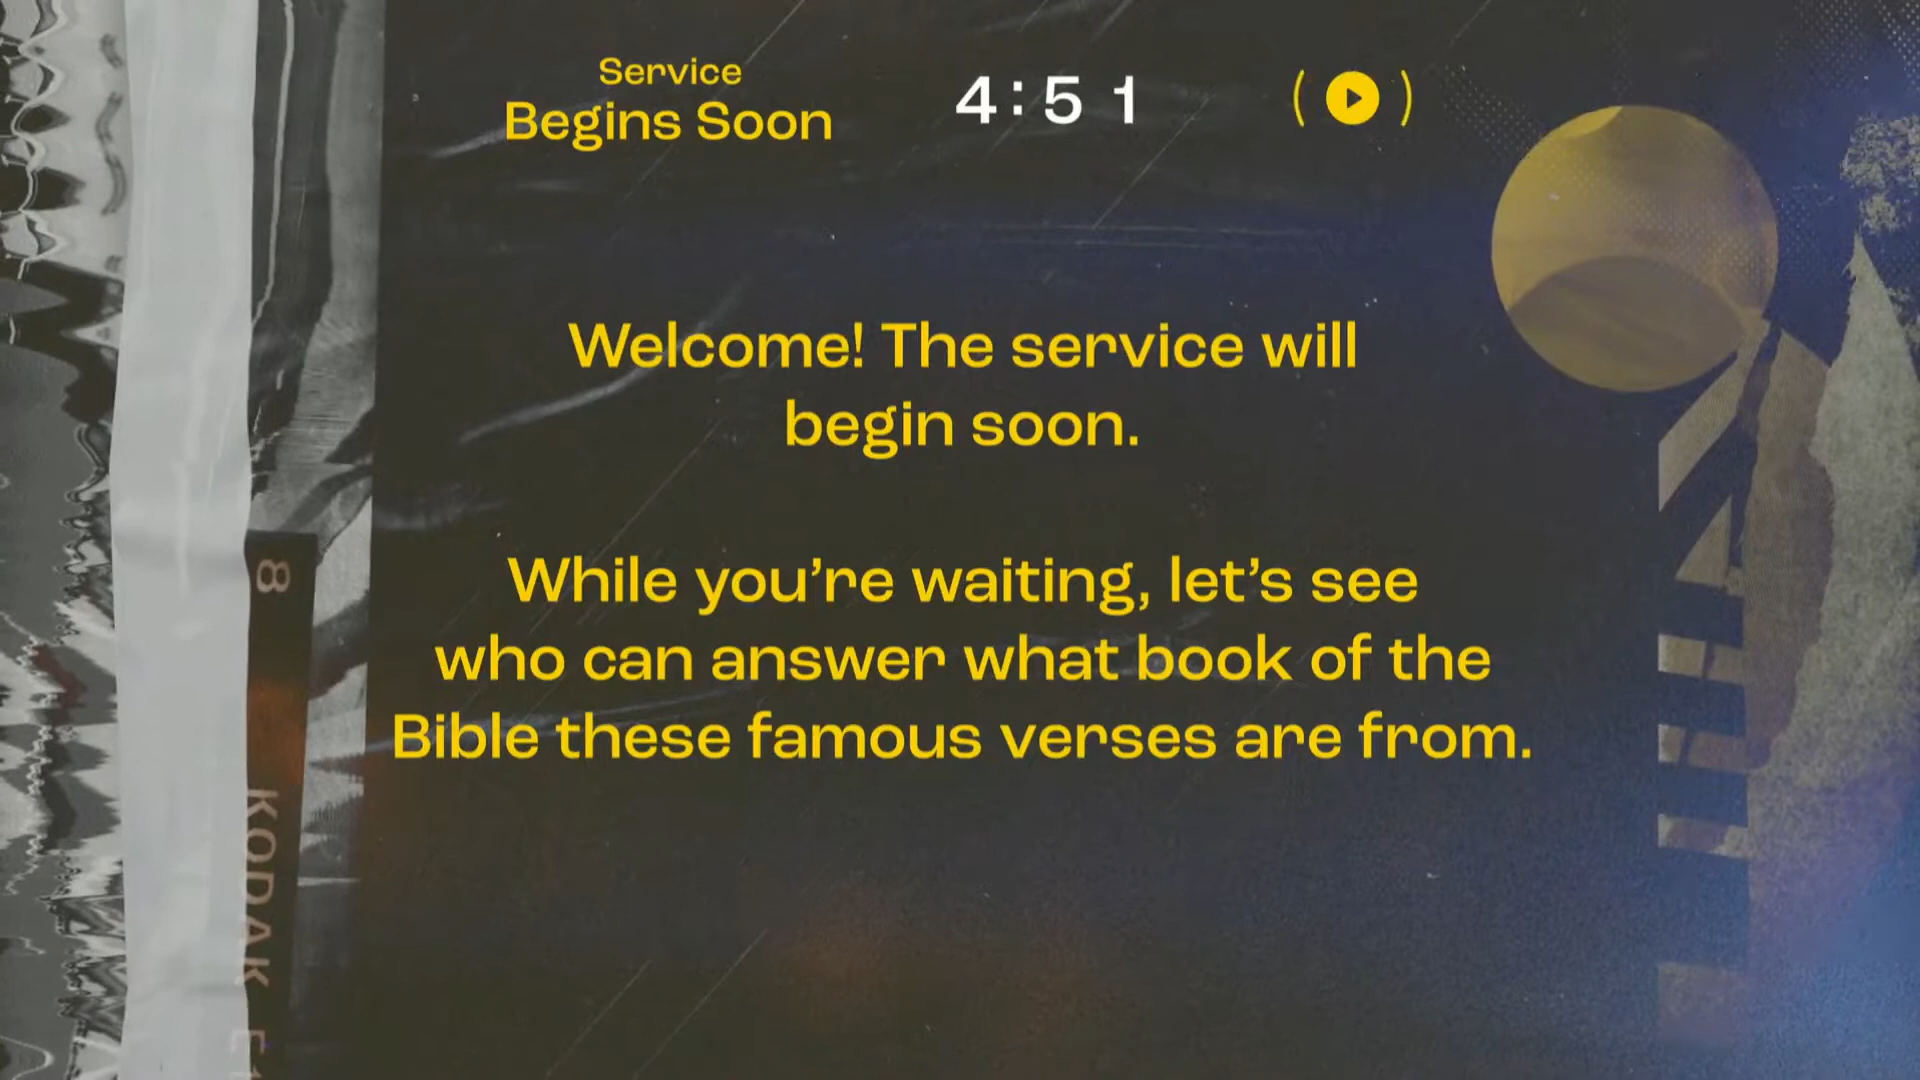 Service
Begins Soon
4:51
Welcome! The service will
begin soon.
While you’re waiting, let’s see
who can answer what book of the
Bible these famous verses are from.
8
KODAK E1